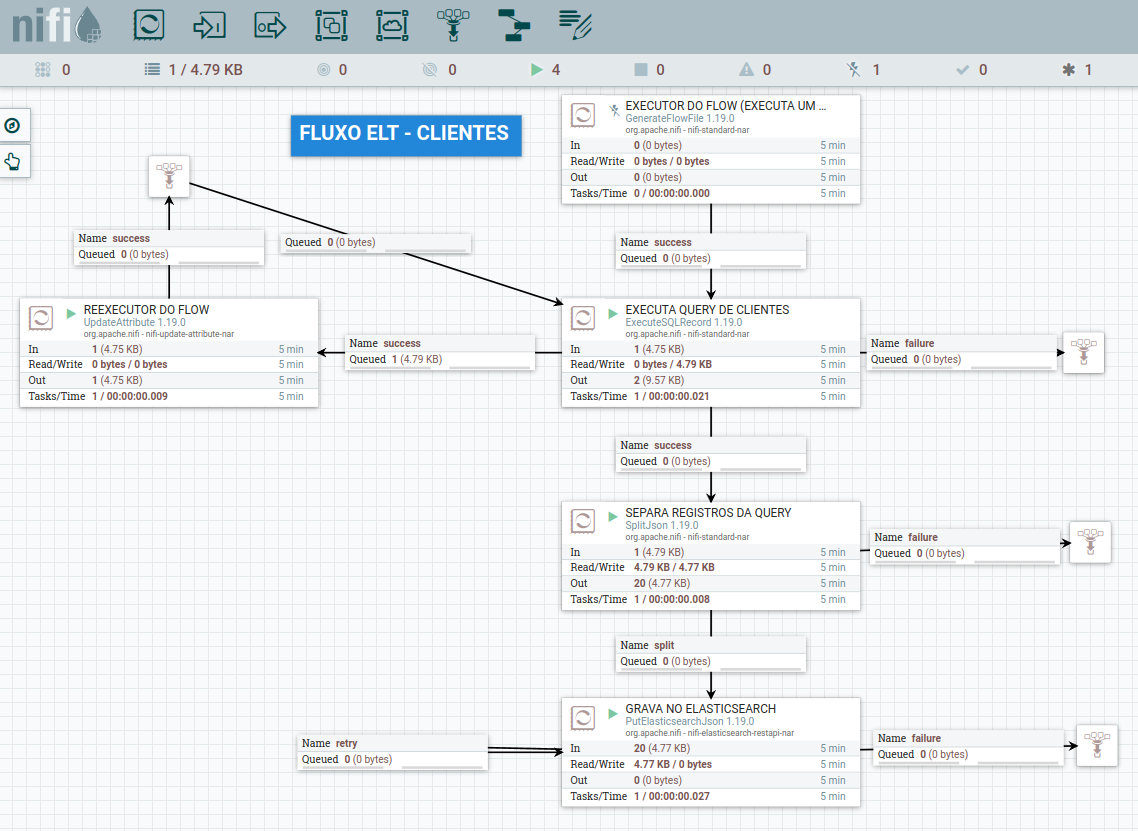 nifi
0
1 / 4.79 KB
0
0
4
0
0
1
0
1
FLUXO ELT - CLIENTES
EXECUTOR DO FLOW (EXECUTA UM ...
GenerateFlowFile 1.19.0
org.apache.nifi - nifi-standard-nar
In 0 (0 bytes) 5 min
Read/Write 0 bytes / 0 bytes 5 min
Out 0 (0 bytes) 5 min
Tasks/Time 0 / 00:00:00.000 5 min
Name success
Queued 0 (0 bytes)
Queued 0 (0 bytes)
Name success
Queued 0 (0 bytes)
REEXECUTOR DO FLOW
UpdateAttribute 1.19.0
org.apache.nifi - nifi-update-attribute-nar
In 1 (4.75 KB) 5 min
Read/Write 0 bytes / 0 bytes 5 min
Out 1 (4.75 KB) 5 min
Tasks/Time 1 / 00:00:00.009 5 min
Name success
Queued 1 (4.79 KB)
EXECUTA QUERY DE CLIENTES
ExecuteSQLRecord 1.19.0
org.apache.nifi - nifi-standard-nar
In 1 (4.75 KB) 5 min
Read/Write 0 bytes / 4.79 KB 5 min
Out 2 (9.57 KB) 5 min
Tasks/Time 1 / 00:00:00.021 5 min
Name failure
Queued 0 (0 bytes)
Name success
Queued 0 (0 bytes)
SEPARA REGISTROS DA QUERY
SplitJson 1.19.0
org.apache.nifi - nifi-standard-nar
In 1 (4.79 KB) 5 min
Read/Write 4.79 KB / 4.77 KB 5 min
Out 20 (4.77 KB) 5 min
Tasks/Time 1 / 00:00:00.008 5 min
Name failure
Queued 0 (0 bytes)
Name split
Queued 0 (0 bytes)
GRAVA NO ELASTICSEARCH
PutElasticsearchJson 1.19.0
org.apache.nifi - nifi-elasticsearch-restapi-nar
In 20 (4.77 KB) 5 min
Read/Write 4.77 KB / 0 bytes 5 min
Out 0 (0 bytes) 5 min
Tasks/Time 1 / 00:00:00.027 5 min
Name retry
Queued 0 (0 bytes)
Name failure
Queued 0 (0 bytes)